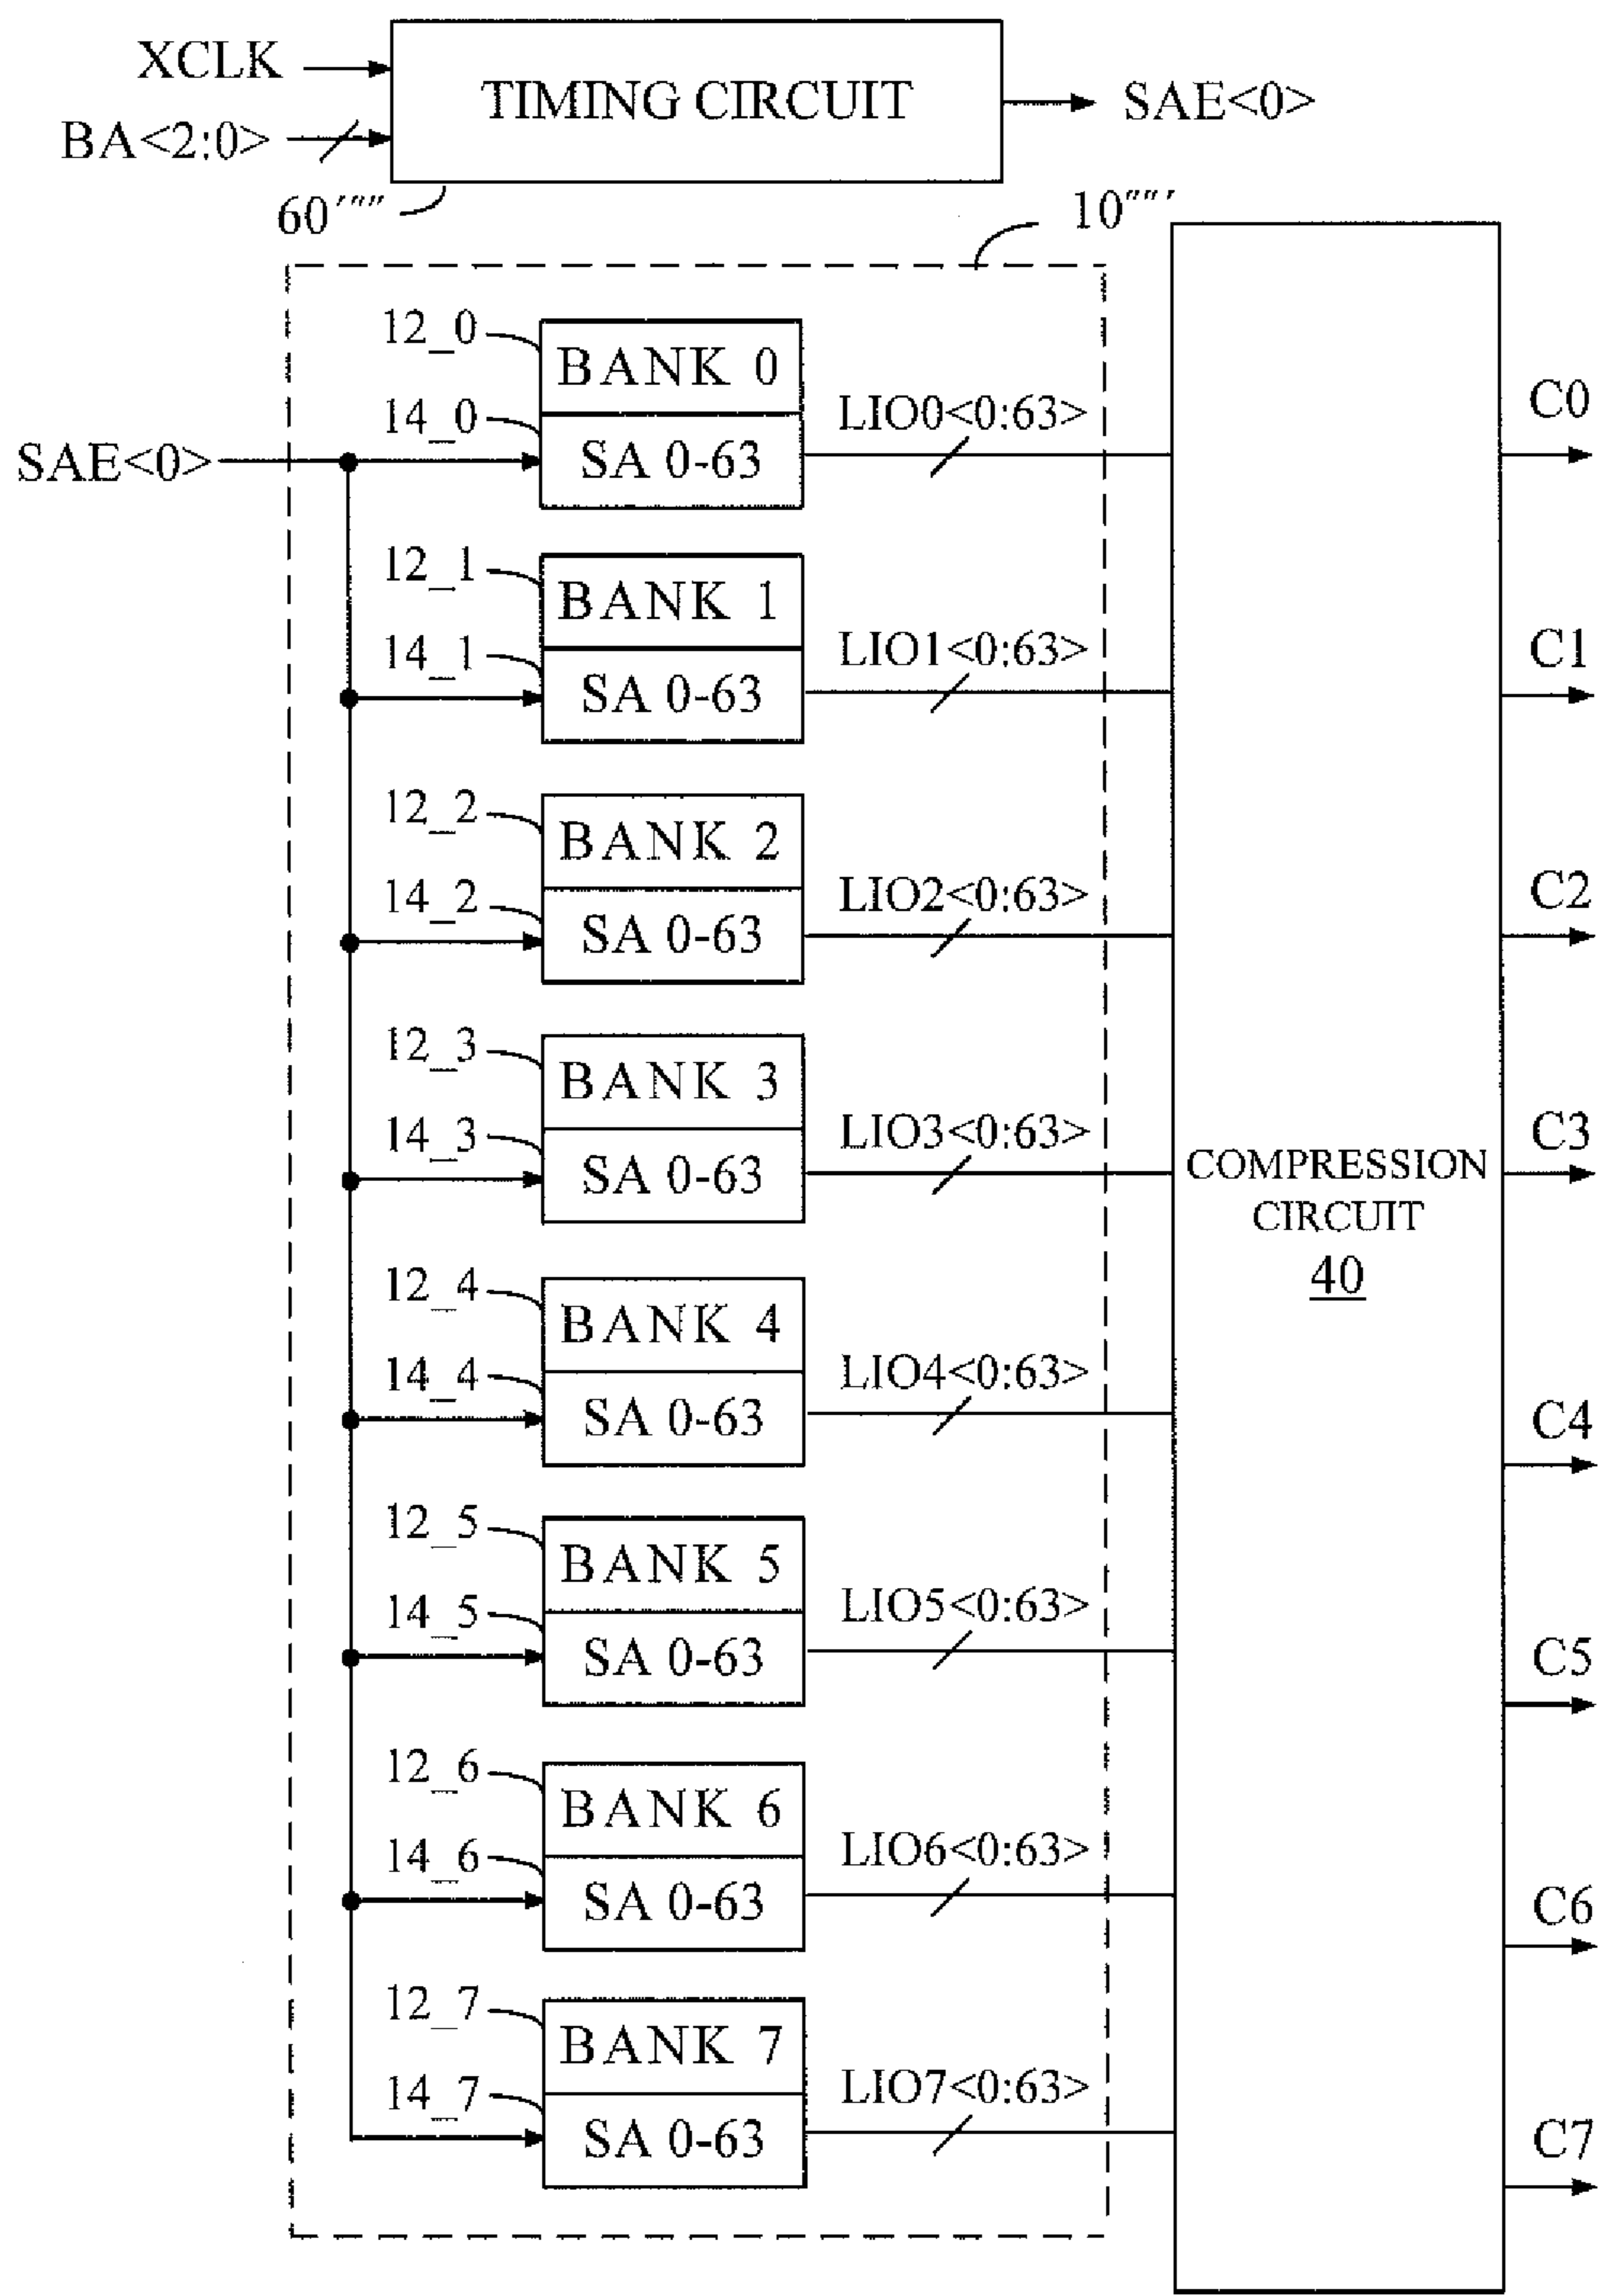 XCLK
BA<2:0>
TIMING CIRCUIT
SAE<0>
60′″″
10″″′
12_0
BANK 0
14_0
SA 0-63
LIO0<0:63>
C0
SAE<0>
12_1
BANK 1
14_1
SA 0-63
LIO1<0:63>
C1
12_2
BANK 2
14_2
SA 0-63
LIO2<0:63>
C2
12_3
BANK 3
14_3
SA 0-63
LIO3<0:63>
C3
COMPRESSION
CIRCUIT
40
12_4
BANK 4
14_4
SA 0-63
LIO4<0:63>
C4
12_5
BANK 5
14_5
SA 0-63
LIO5<0:63>
C5
12_6
BANK 6
14_6
SA 0-63
LIO6<0:63>
C6
12_7
BANK 7
14_7
SA 0-63
LIO7<0:63>
C7